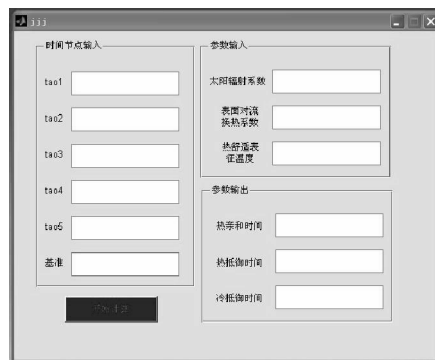 jjj
时间节点输入
tao1
tao2
tao3
tao4
tao5
基准
参数输入
太阳辐射系数
表面对流
换热系数
热舒适表
征温度
参数输出
热亲和时间
热抵御时间
冷抵御时间